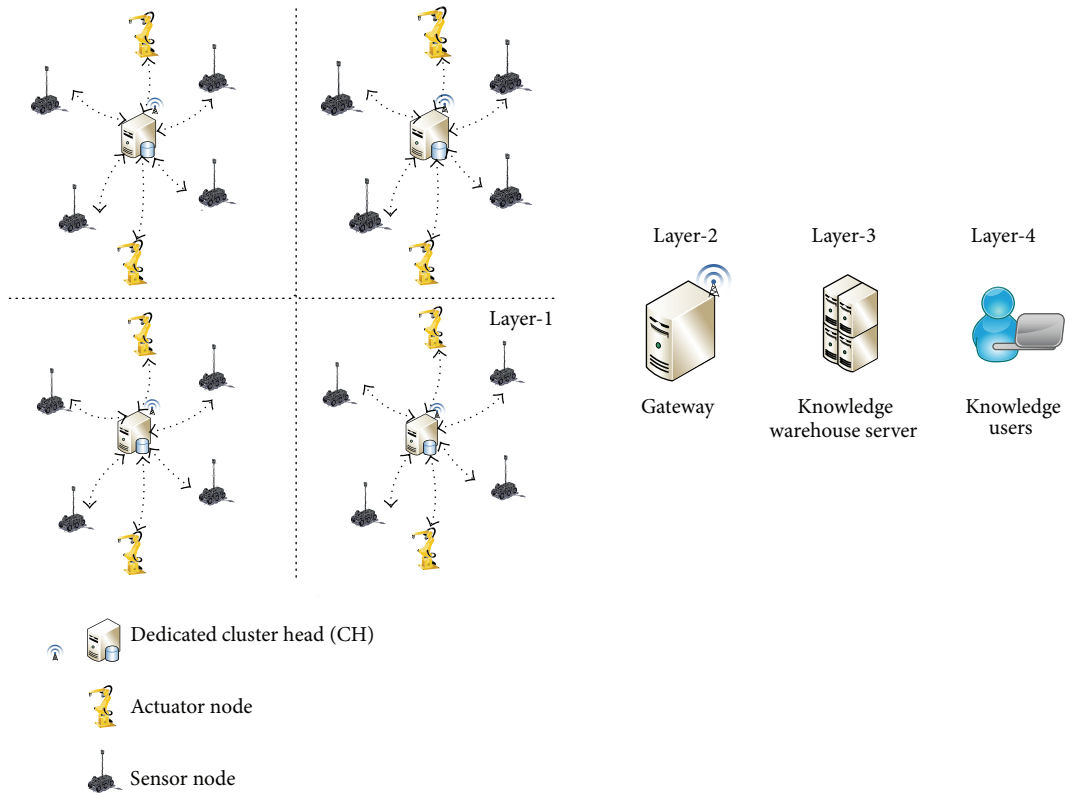 Layer-1
Layer-2
Layer-3
Layer-4
Gateway
Knowledge
warehouse server
Knowledge
users
Dedicated cluster head (CH)
Actuator node
Sensor node